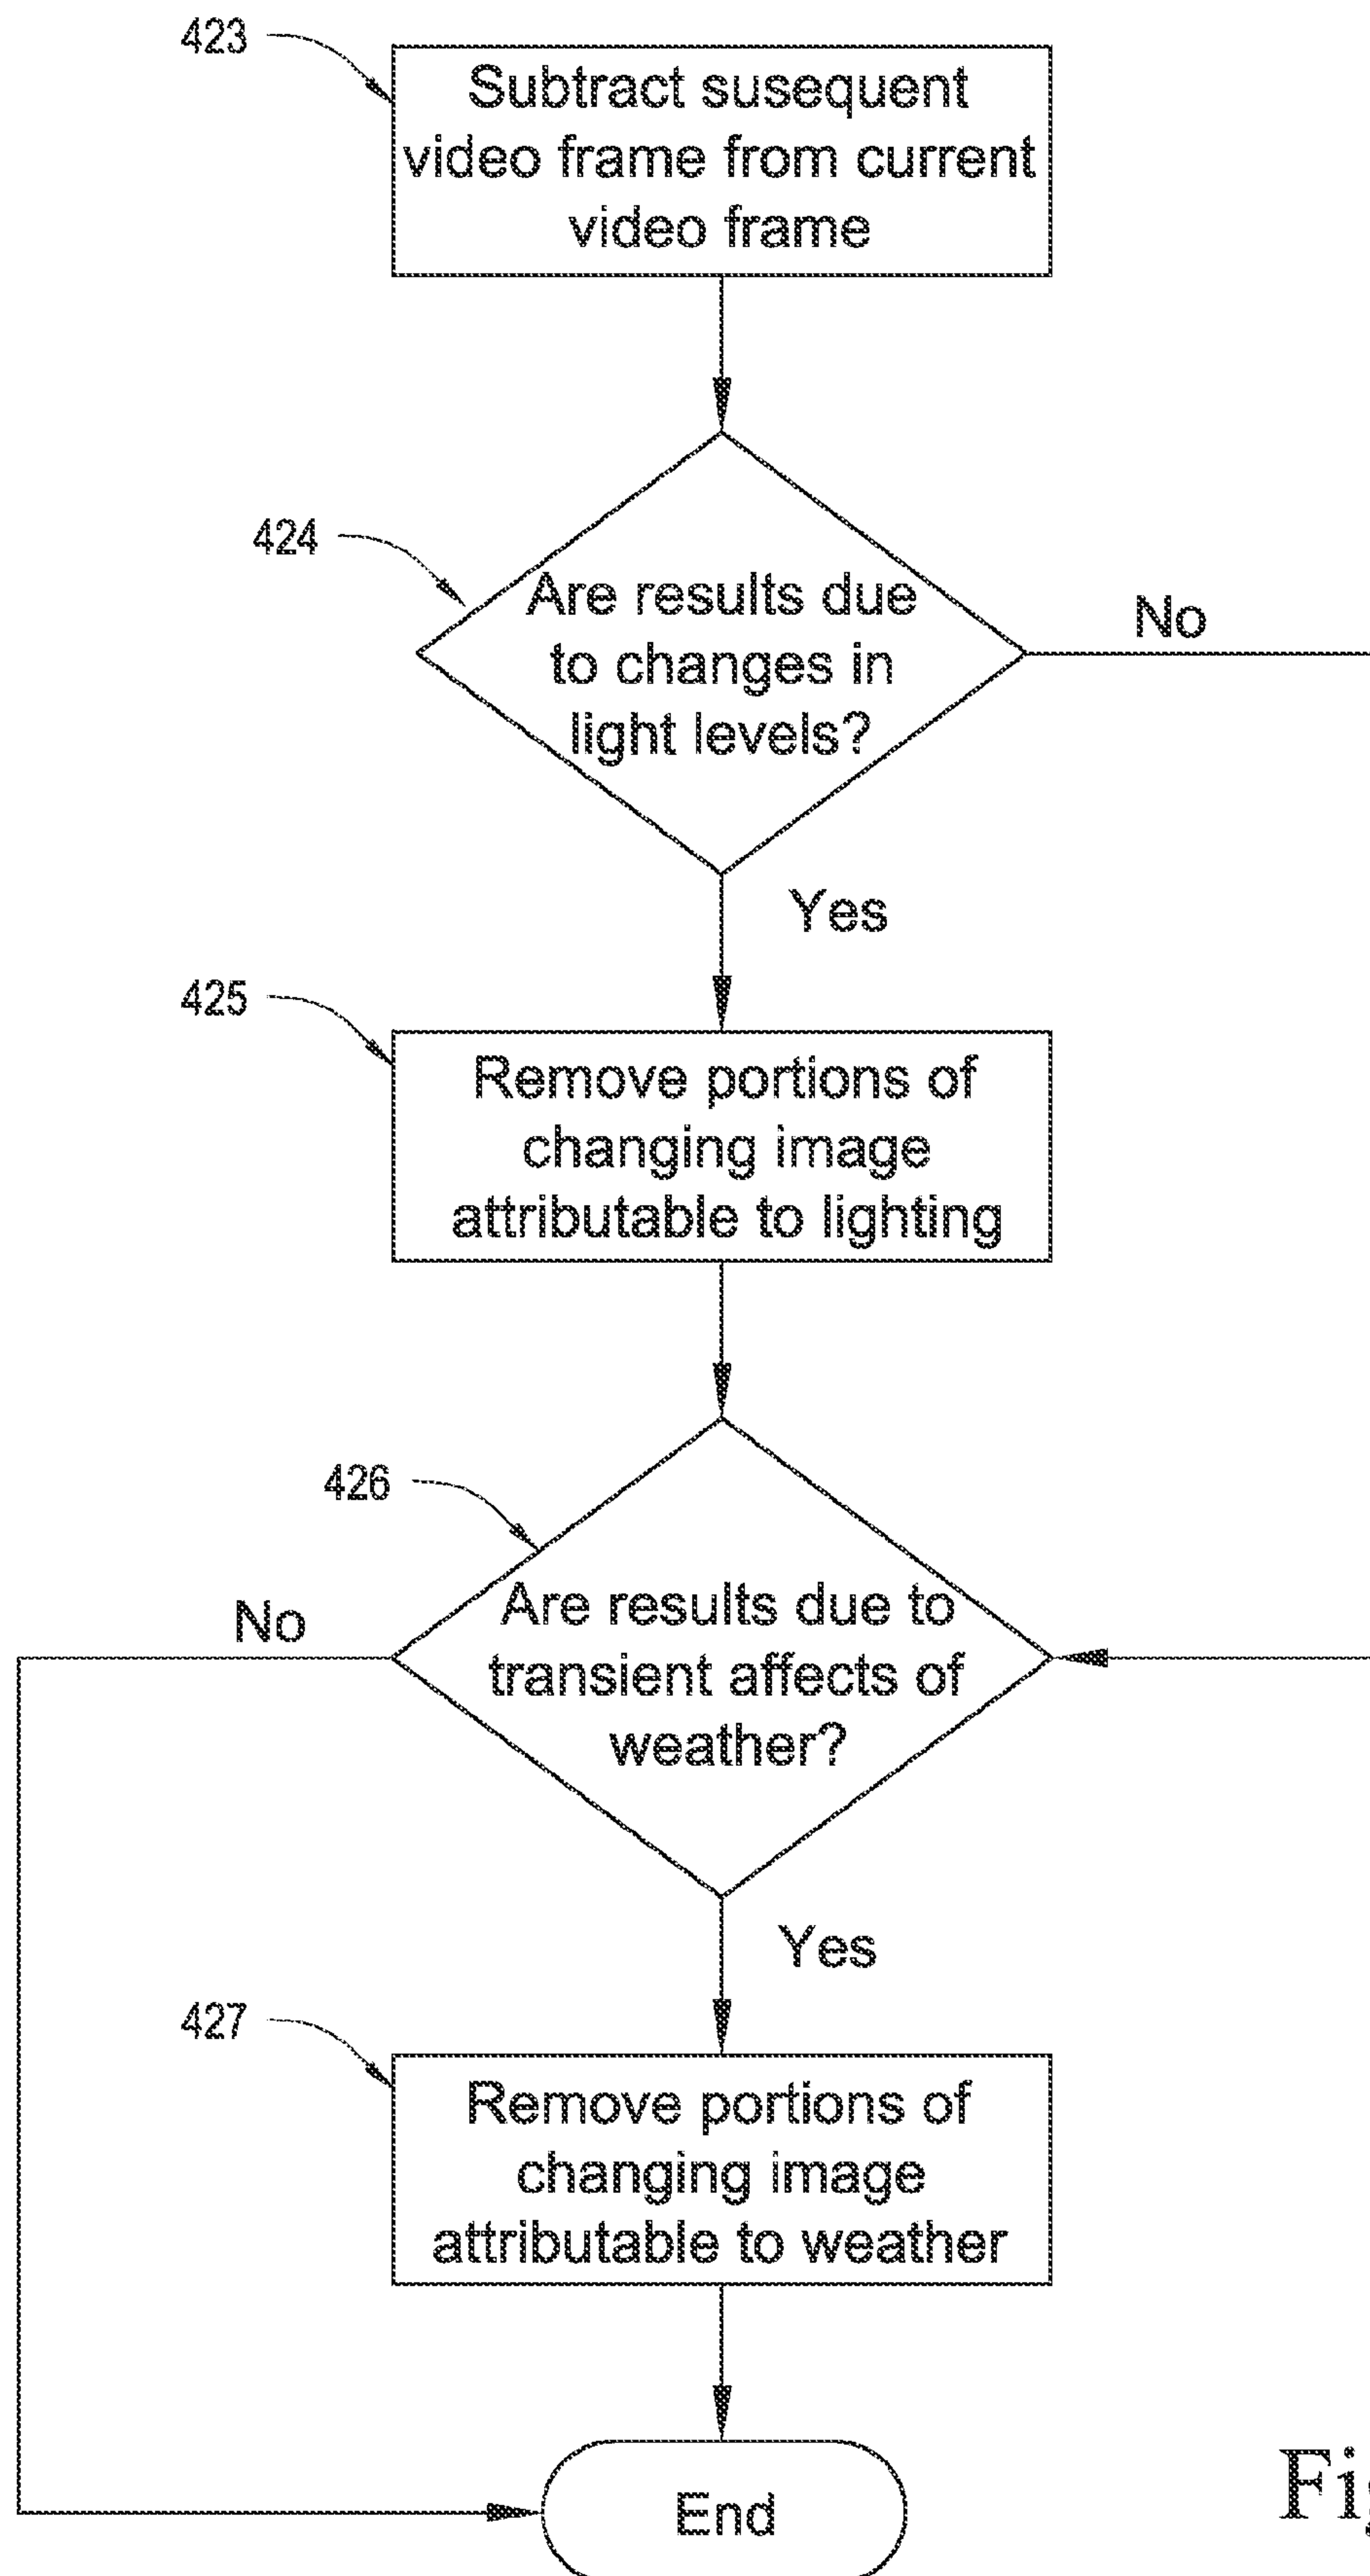 423
Subtract susequent
video frame from current
video frame
424
Are results due
to changes in
light levels?
No
Yes
425
Remove portions of
changing image
attributable to lighting
426
Are results due to
transient affects of
weather?
No
Yes
427
Remove portions of
changing image
attributable to weather
End